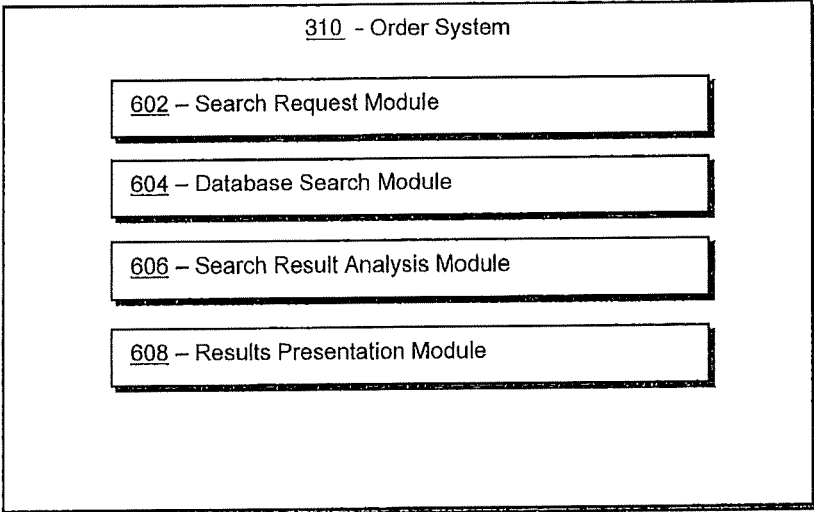 310 - Order System
602 – Search Request Module
604 – Database Search Module
606 – Search Result Analysis Module
608 – Results Presentation Module